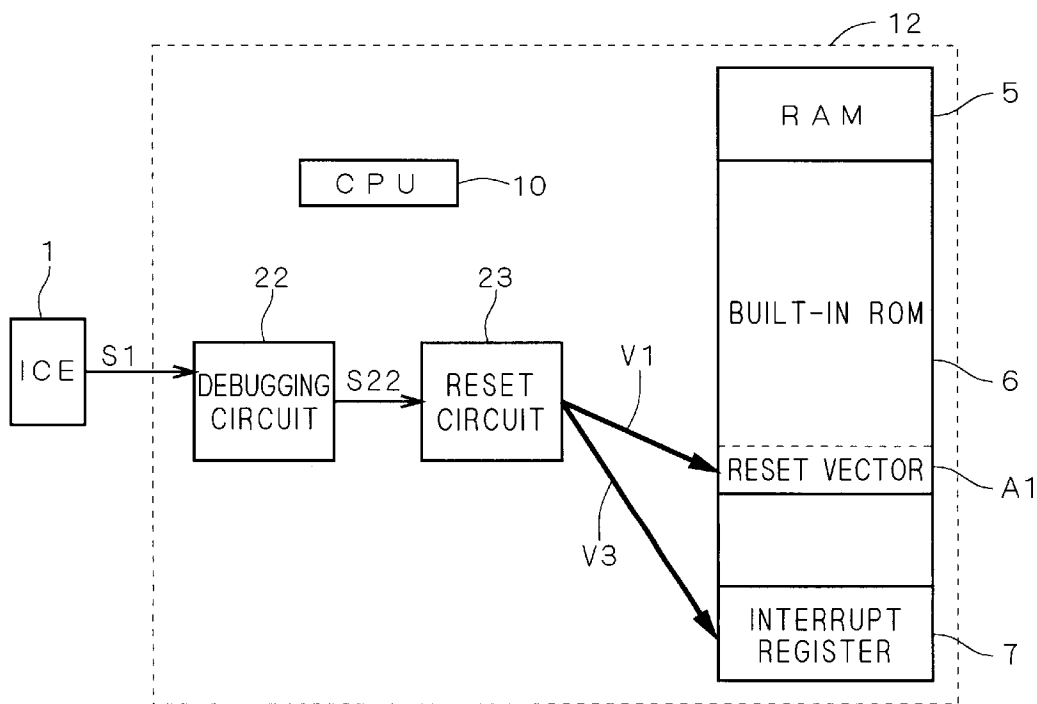 12
RAM
5
CPU
10
1
22
23
BUILT-IN ROM
ICE
S1
DEBUGGING
CIRCUIT
S22
RESET
CIRCUIT
V1
6
RESET VECTOR
A1
V3
INTERRUPT
REGISTER
7